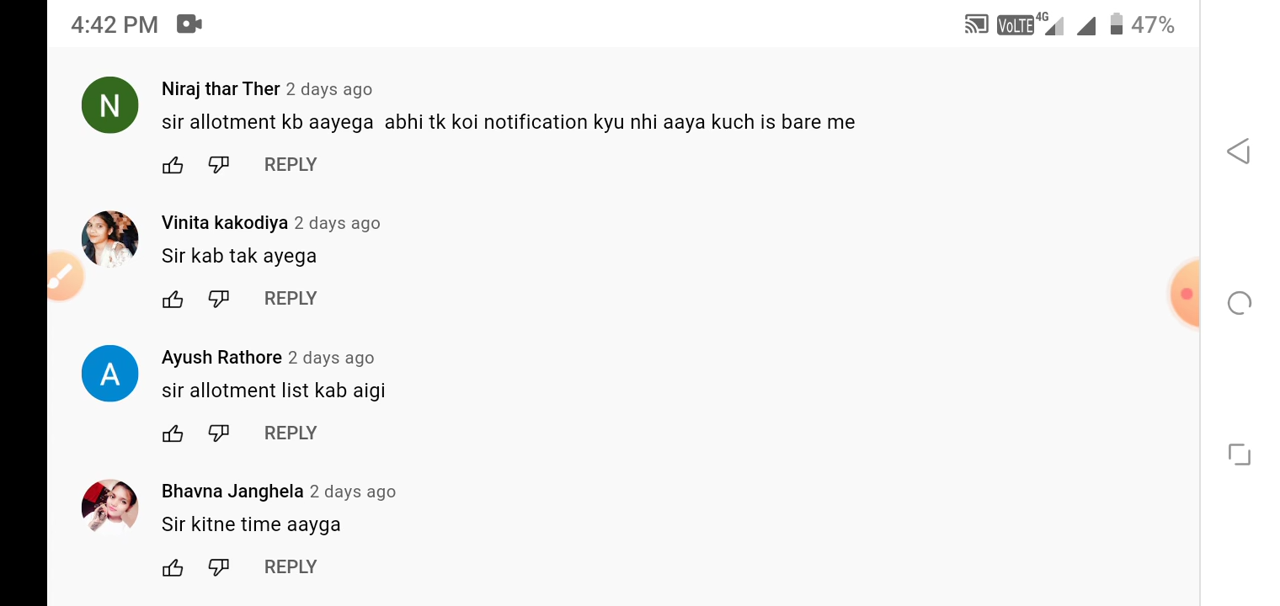 4:42 PM VoLTE 4G 47%
N
Niraj thar Ther 2 days ago
sir allotment kb aayega abhi tk koi notification kyu nhi aaya kuch is bare me
REPLY
Vinita kakodiya 2 days ago
Sir kab tak ayega
REPLY
A
Ayush Rathore 2 days ago
sir allotment list kab aigi
REPLY
Bhavna Janghela 2 days ago
Sir kitne time aayga
REPLY